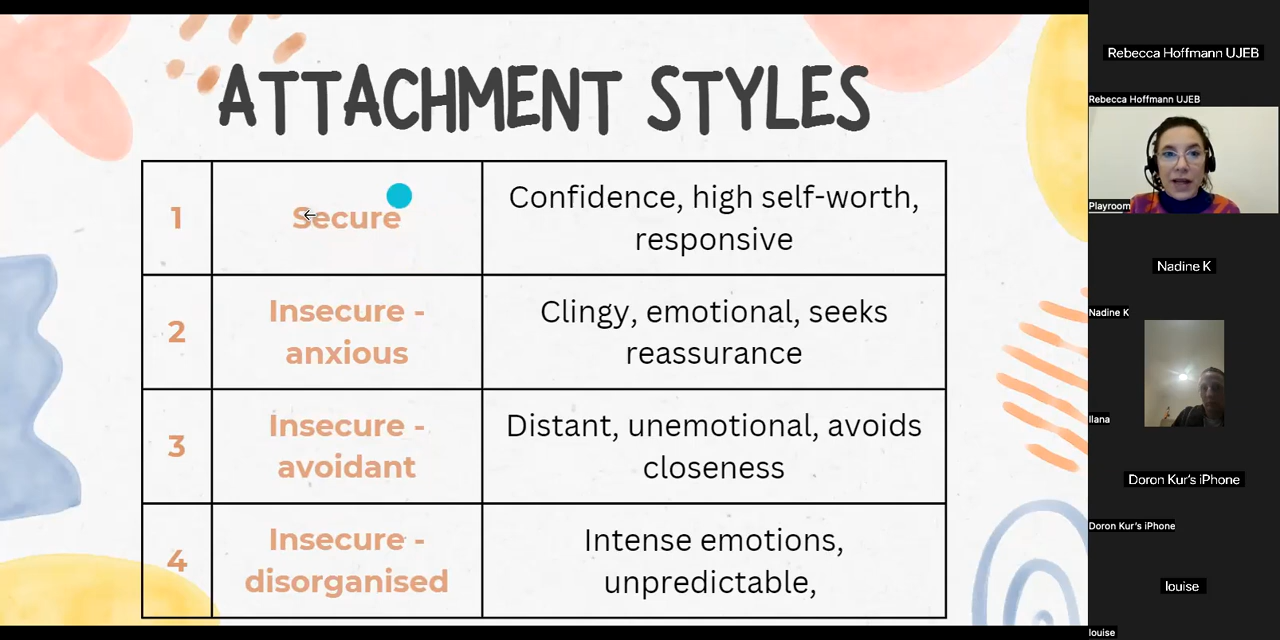 ATTACHMENT STYLES
1
Secure
Confidence, high self-worth,
responsive
2
Insecure -
anxious
Clingy, emotional, seeks
reassurance
3
Insecure -
avoidant
Distant, unemotional, avoids
closeness
4
Insecure -
disorganised
Intense emotions,
unpredictable,
Rebecca Hoffmann UJEB
Rebecca Hoffmann UJEB
Playroom
Nadine K
Nadine K
Ilana
Doron Kur's iPhone
Doron Kur's iPhone
louise
louise